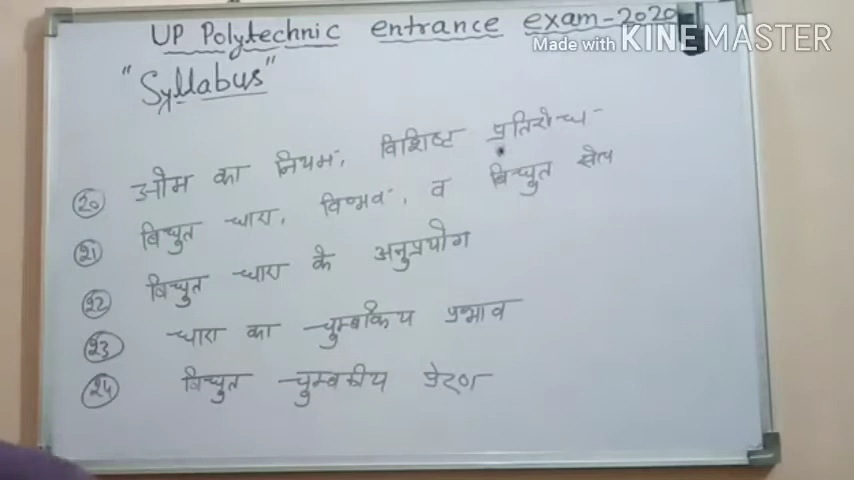 UP Polytechnic entrance exam-2020
Made with KINEMASTER
"Syllabus"
20 ओम का नियम, विशिष्ट प्रतिरोध
21 विद्युत धारा, विभव, व विद्युत सेल
22 विद्युत धारा के अनुप्रयोग
23 धारा का चुम्बकिय प्रभाव
24 विद्युत चुम्बकीय प्रेरण